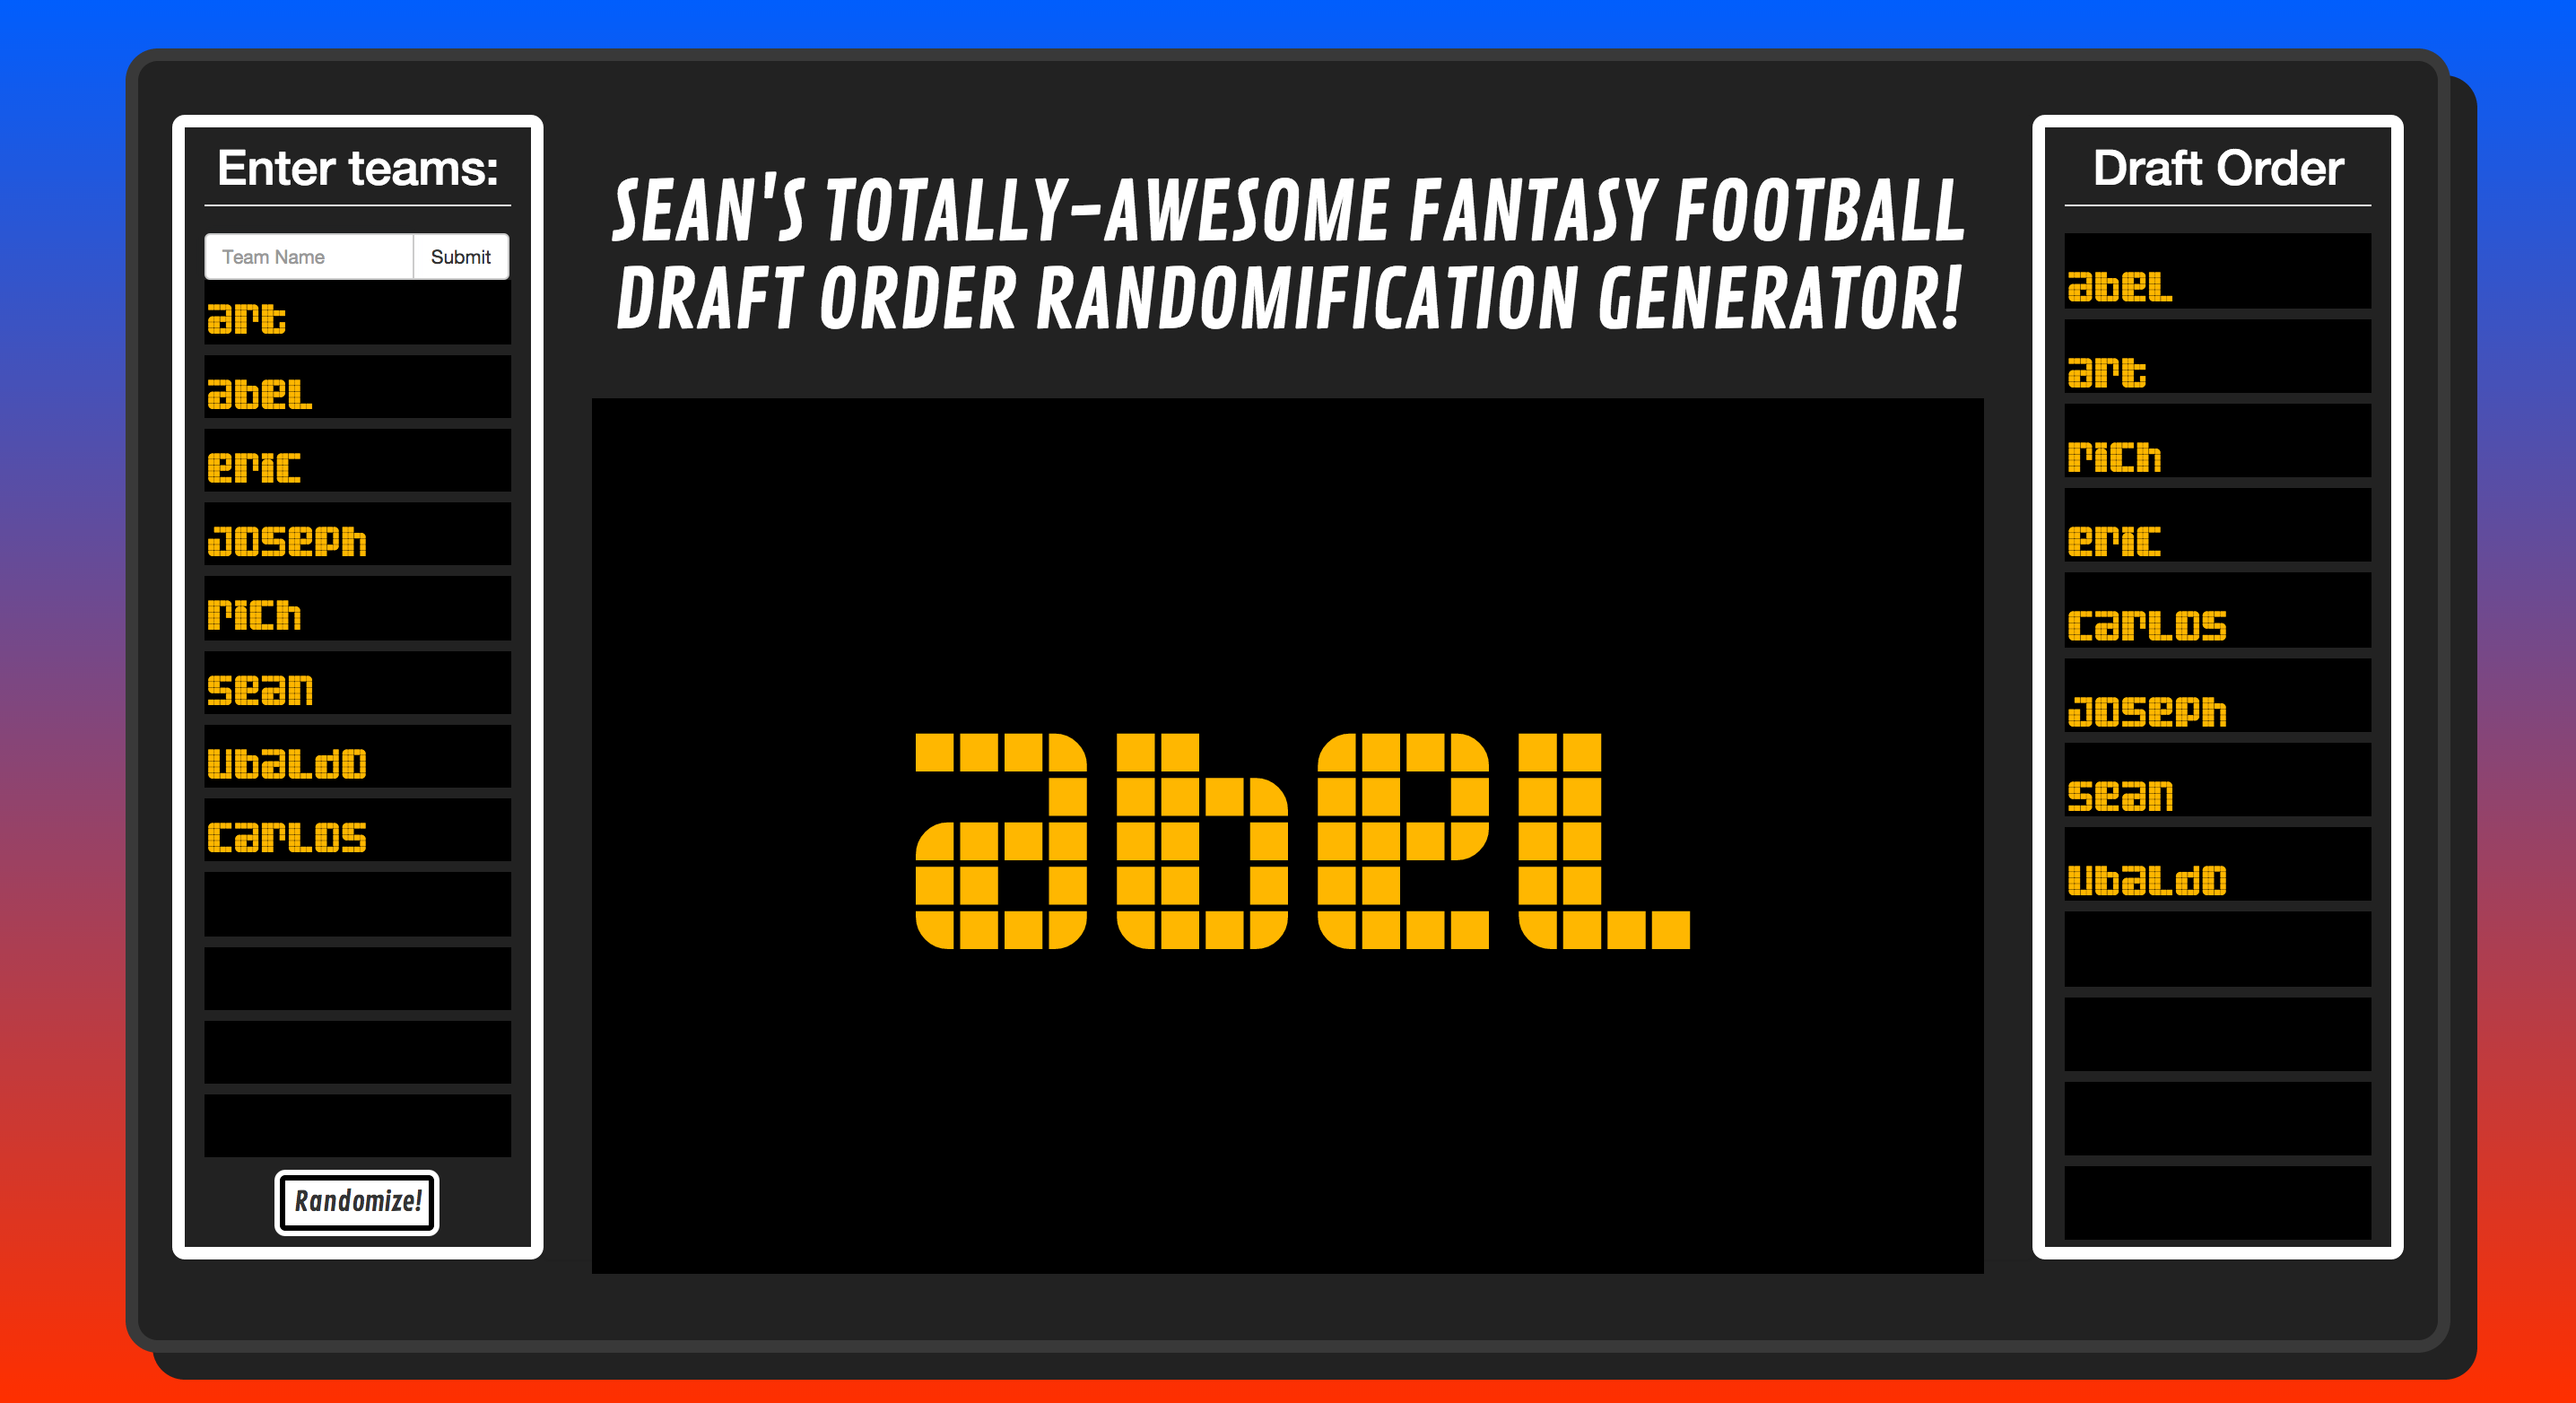 Enter teams:
Team Name
Submit
art
abel
eric
joseph
rich
sean
ubaldo
carlos
Randomize!
SEAN'S TOTALLY-AWESOME FANTASY FOOTBALL
DRAFT ORDER RANDOMIFICATION GENERATOR!
abel
Draft Order
abel
art
rich
eric
carlos
joseph
sean
ubaldo